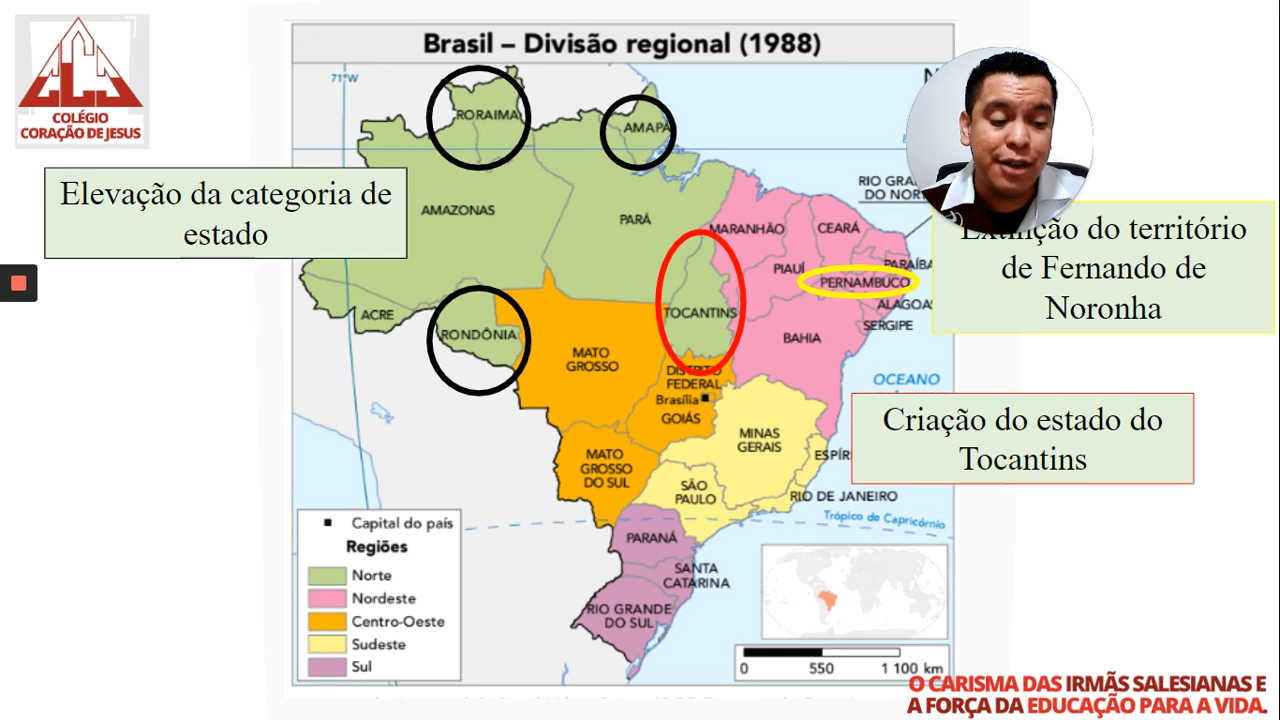 COLÉGIO
CORAÇÃO DE JESUS
Brasil – Divisão regional (1988)
71°W
RORAIMA
AMAPÁ
Elevação da categoria de
estado
AMAZONAS
PARÁ
MARANHÃO
CEARÁ
RIO GRA
DO NOR
PIAUÍ
PARAÍBA
PERNAMBUCO
ALAGOA
SERGIPE
ACRE
RONDÔNIA
TOCANTINS
BAHIA
MATO
GROSSO
DISTRITO
FEDERAL
Brasília
GOIÁS
Extinção do território
de Fernando de
Noronha
OCEANO
Criação do estado do
Tocantins
MINAS
GERAIS
ESPÍR
MATO
GROSSO
DO SUL
SÃO
PAULO
RIO DE JANEIRO
Trópico de Capricórnio
PARANÁ
SANTA
CATARINA
RIO GRANDE
DO SUL
Capital do país
Regiões
Norte
Nordeste
Centro-Oeste
Sudeste
Sul
0 550 1 100 km
O CARISMA DAS IRMÃS SALESIANAS E
A FORÇA DA EDUCAÇÃO PARA A VIDA.